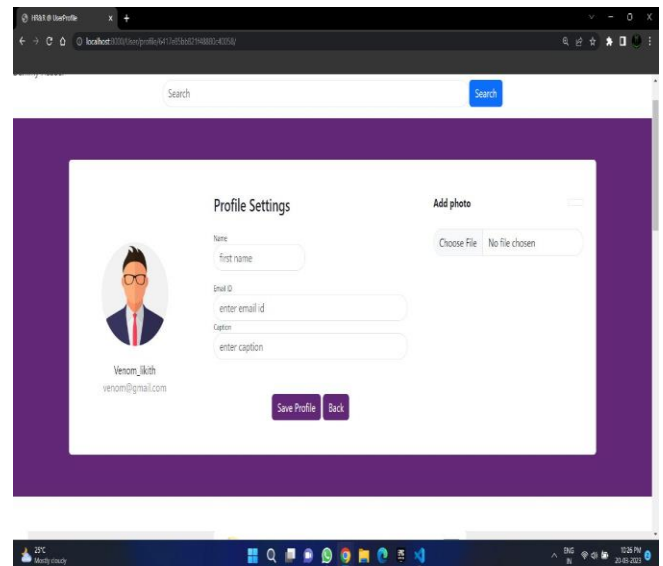 HR&R @ UserProfile
Search
Search
Profile Settings
Add photo
Name
first name
Choose File No file chosen
Email ID
enter email id
Caption
enter caption
Venom_likith
venom@gmail.com
Save Profile Back
25°C
Mostly cloudy
ENG
IN
10:26 PM
20-03-2023